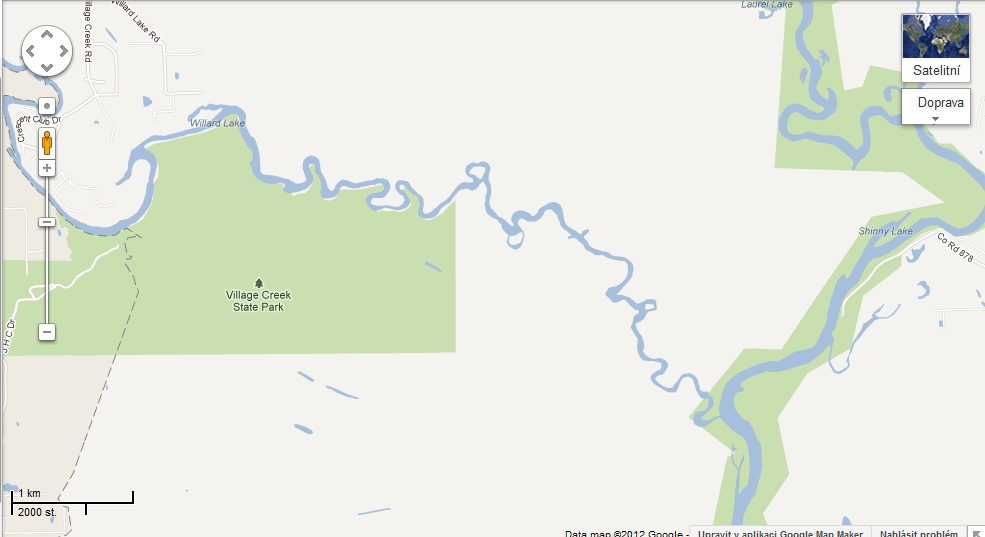 Laurel Lake
Willard Lake Rd
Village Creek Rd
Satelitní
Doprava
Willard Lake
Shinny Lake
Co Rd 878
Village Creek
State Park
J H C Dr
1 km
2000 st.
Data map ©2012 Google -
Upravit v aplikaci Google Map Maker
Nahlásit problém